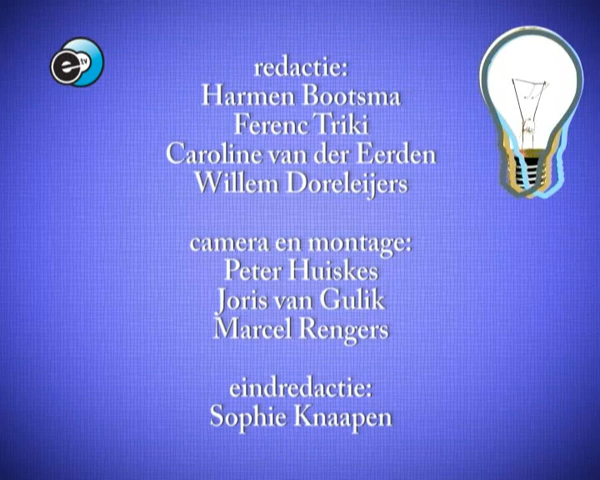 etv
redactie:
Harmen Bootsma
Ferenc Triki
Caroline van der Eerden
Willem Doreleijers
camera en montage:
Peter Huiskes
Joris van Gulik
Marcel Rengers
eindredactie:
Sophie Knaapen